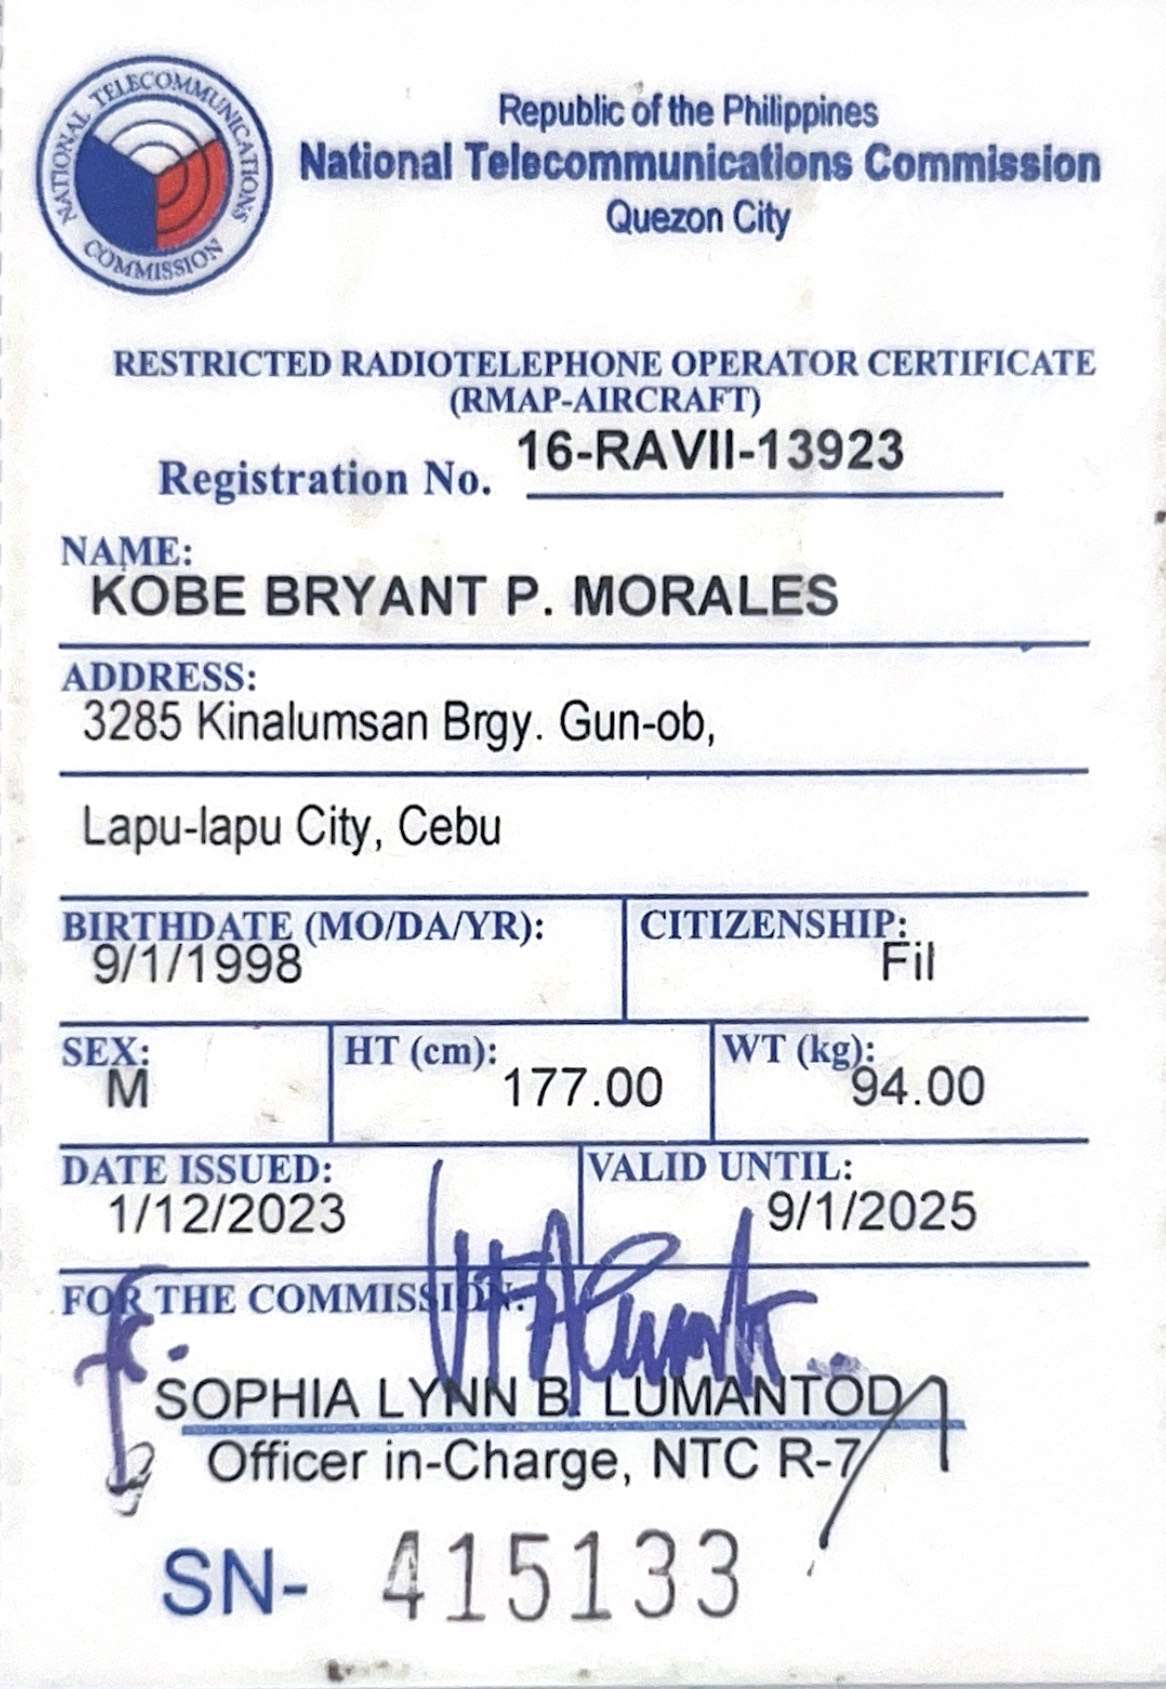 NATIONAL TELECOMMUNICATIONS COMMISSION
Republic of the Philippines
National Telecommunications Commission
Quezon City
RESTRICTED RADIOTELEPHONE OPERATOR CERTIFICATE
(RMAP-AIRCRAFT)
Registration No. 16-RAVII-13923
NAME:
KOBE BRYANT P. MORALES
ADDRESS:
3285 Kinalumsan Brgy. Gun-ob,
Lapu-lapu City, Cebu
BIRTHDATE (MO/DA/YR): CITIZENSHIP:
9/1/1998 Fil
SEX: HT (cm): WT (kg):
M 177.00 94.00
DATE ISSUED: VALID UNTIL:
1/12/2023 9/1/2025
FOR THE COMMISSION:
SOPHIA LYNN B. LUMANTOD
Officer in-Charge, NTC R-7
SN- 415133